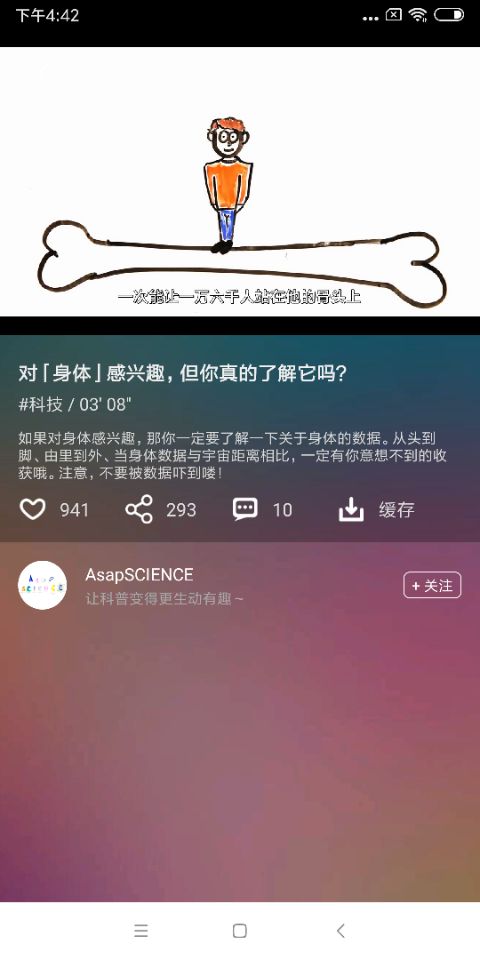 下午4:42
一次能让一万六千人站在他的骨头上
对「身体」感兴趣，但你真的了解它吗？
#科技 / 03' 08"
如果对身体感兴趣，那你一定要了解一下关于身体的数据。从头到
脚、由里到外、当身体数据与宇宙距离相比，一定有你意想不到的收
获哦。注意，不要被数据吓到喽！
941 293 10 缓存
AsapSCIENCE
+ 关注
让科普变得更生动有趣~